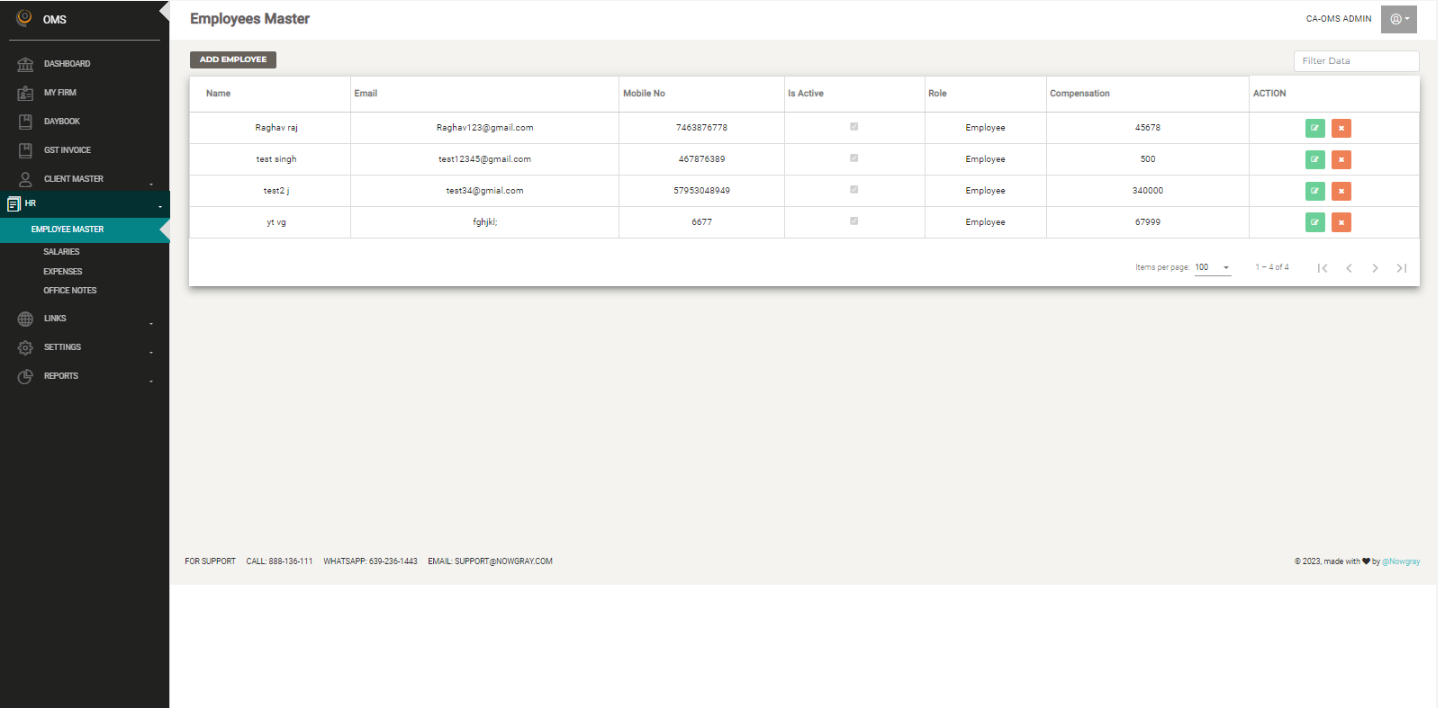 OMS
DASHBOARD
MY FIRM
DAYBOOK
GST INVOICE
CLIENT MASTER
HR
EMPLOYEE MASTER
SALARIES
EXPENSES
OFFICE NOTES
LINKS
SETTINGS
REPORTS
Employees Master
CA-OMS ADMIN
ADD EMPLOYEE
Filter Data
Name Email Mobile No Is Active Role Compensation ACTION
Raghav raj Raghav123@gmail.com 7463876778 Employee 45678
test singh test12345@gmail.com 467876389 Employee 500
test2 j test34@gmial.com 57953048949 Employee 340000
yt vg fghjkl; 6677 Employee 67999
Items per page: 100 1 – 4 of 4
FOR SUPPORT CALL: 888-136-111 WHATSAPP: 639-236-1443 EMAIL: SUPPORT@NOWGRAY.COM
© 2023, made with ♥ by @Nowgray